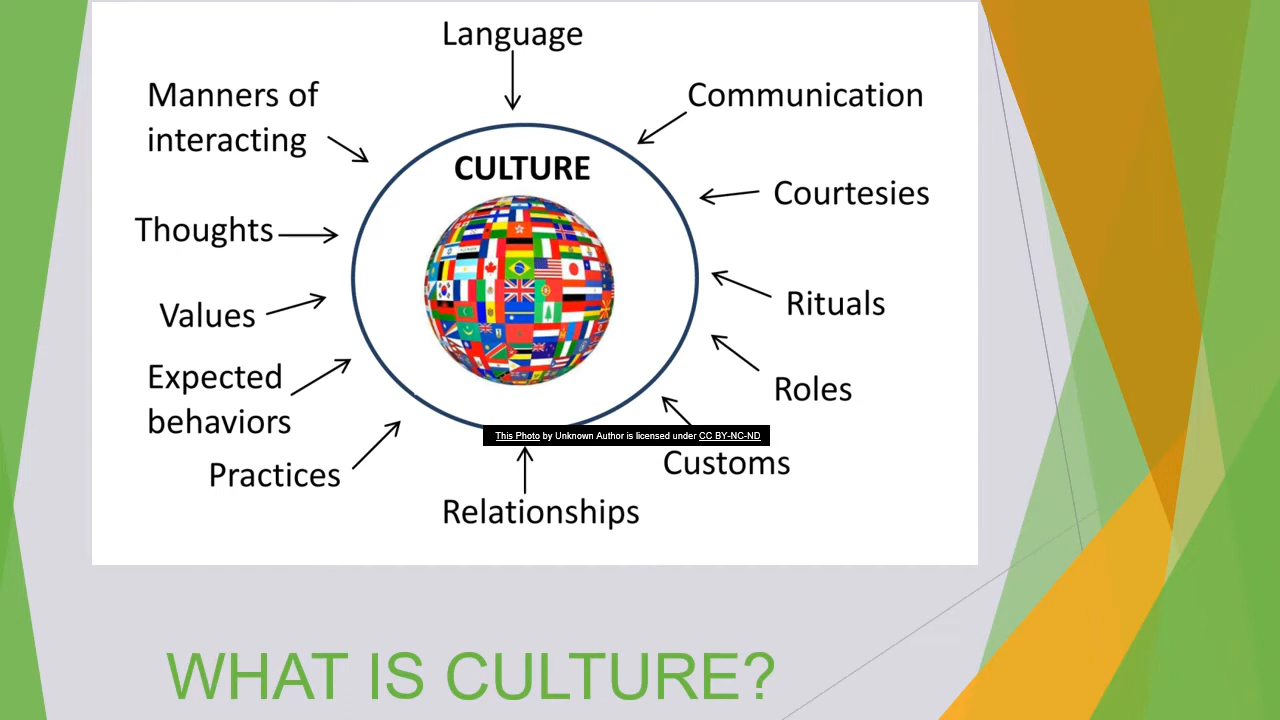 Language
Manners of
interacting
Communication
CULTURE
Courtesies
Thoughts
Rituals
Values
Expected
behaviors
Roles
This Photo by Unknown Author is licensed under CC BY-NC-ND
Customs
Practices
Relationships
WHAT IS CULTURE?